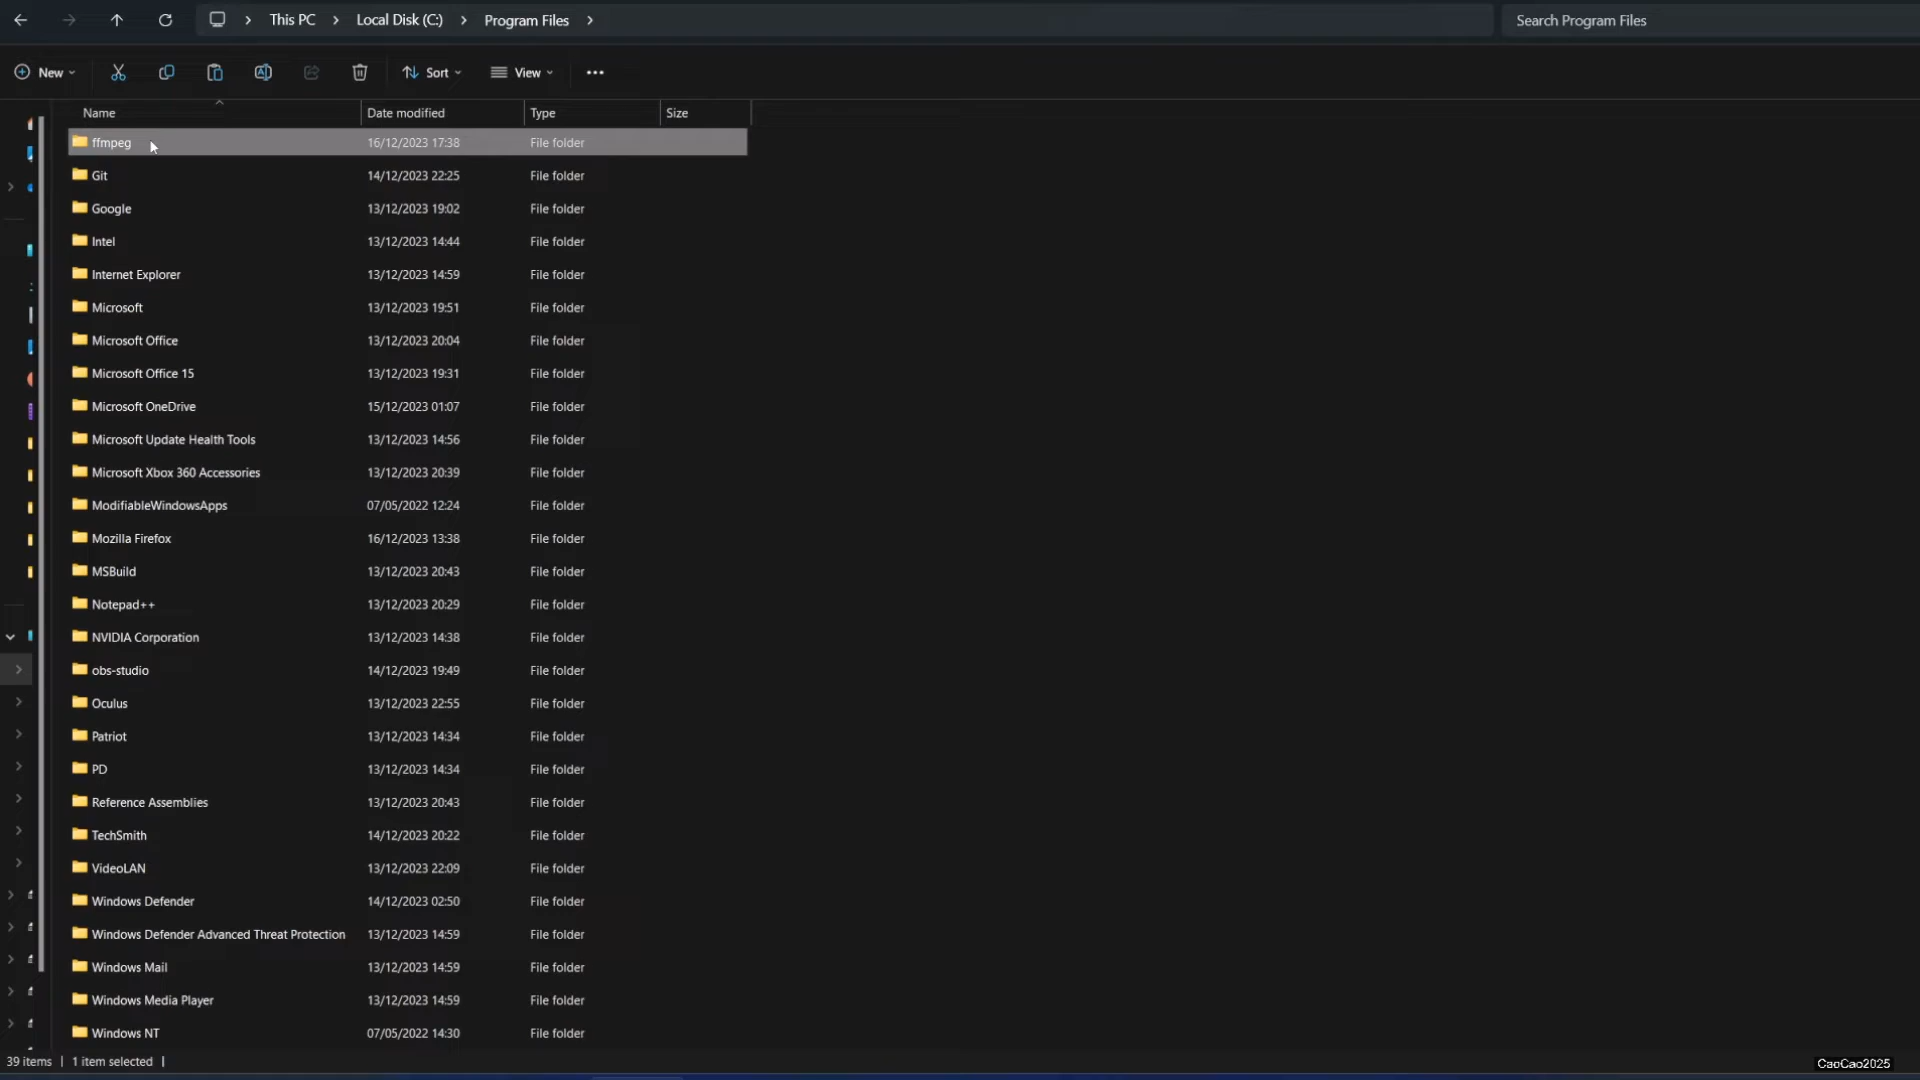 This PC > Local Disk (C:) > Program Files >
Search Program Files
New
Sort
View
Name Date modified Type Size
ffmpeg 16/12/2023 17:38 File folder
Git 14/12/2023 22:25 File folder
Google 13/12/2023 19:02 File folder
Intel 13/12/2023 14:44 File folder
Internet Explorer 13/12/2023 14:59 File folder
Microsoft 13/12/2023 19:51 File folder
Microsoft Office 13/12/2023 20:04 File folder
Microsoft Office 15 13/12/2023 19:31 File folder
Microsoft OneDrive 15/12/2023 01:07 File folder
Microsoft Update Health Tools 13/12/2023 14:56 File folder
Microsoft Xbox 360 Accessories 13/12/2023 20:39 File folder
ModifiableWindowsApps 07/05/2022 12:24 File folder
Mozilla Firefox 16/12/2023 13:38 File folder
MSBuild 13/12/2023 20:43 File folder
Notepad++ 13/12/2023 20:29 File folder
NVIDIA Corporation 13/12/2023 14:38 File folder
obs-studio 14/12/2023 19:49 File folder
Oculus 13/12/2023 22:55 File folder
Patriot 13/12/2023 14:34 File folder
PD 13/12/2023 14:34 File folder
Reference Assemblies 13/12/2023 20:43 File folder
TechSmith 14/12/2023 20:22 File folder
VideoLAN 13/12/2023 22:09 File folder
Windows Defender 14/12/2023 02:50 File folder
Windows Defender Advanced Threat Protection 13/12/2023 14:59 File folder
Windows Mail 13/12/2023 14:59 File folder
Windows Media Player 13/12/2023 14:59 File folder
Windows NT 07/05/2022 14:30 File folder
39 items | 1 item selected |
CaoCao2025